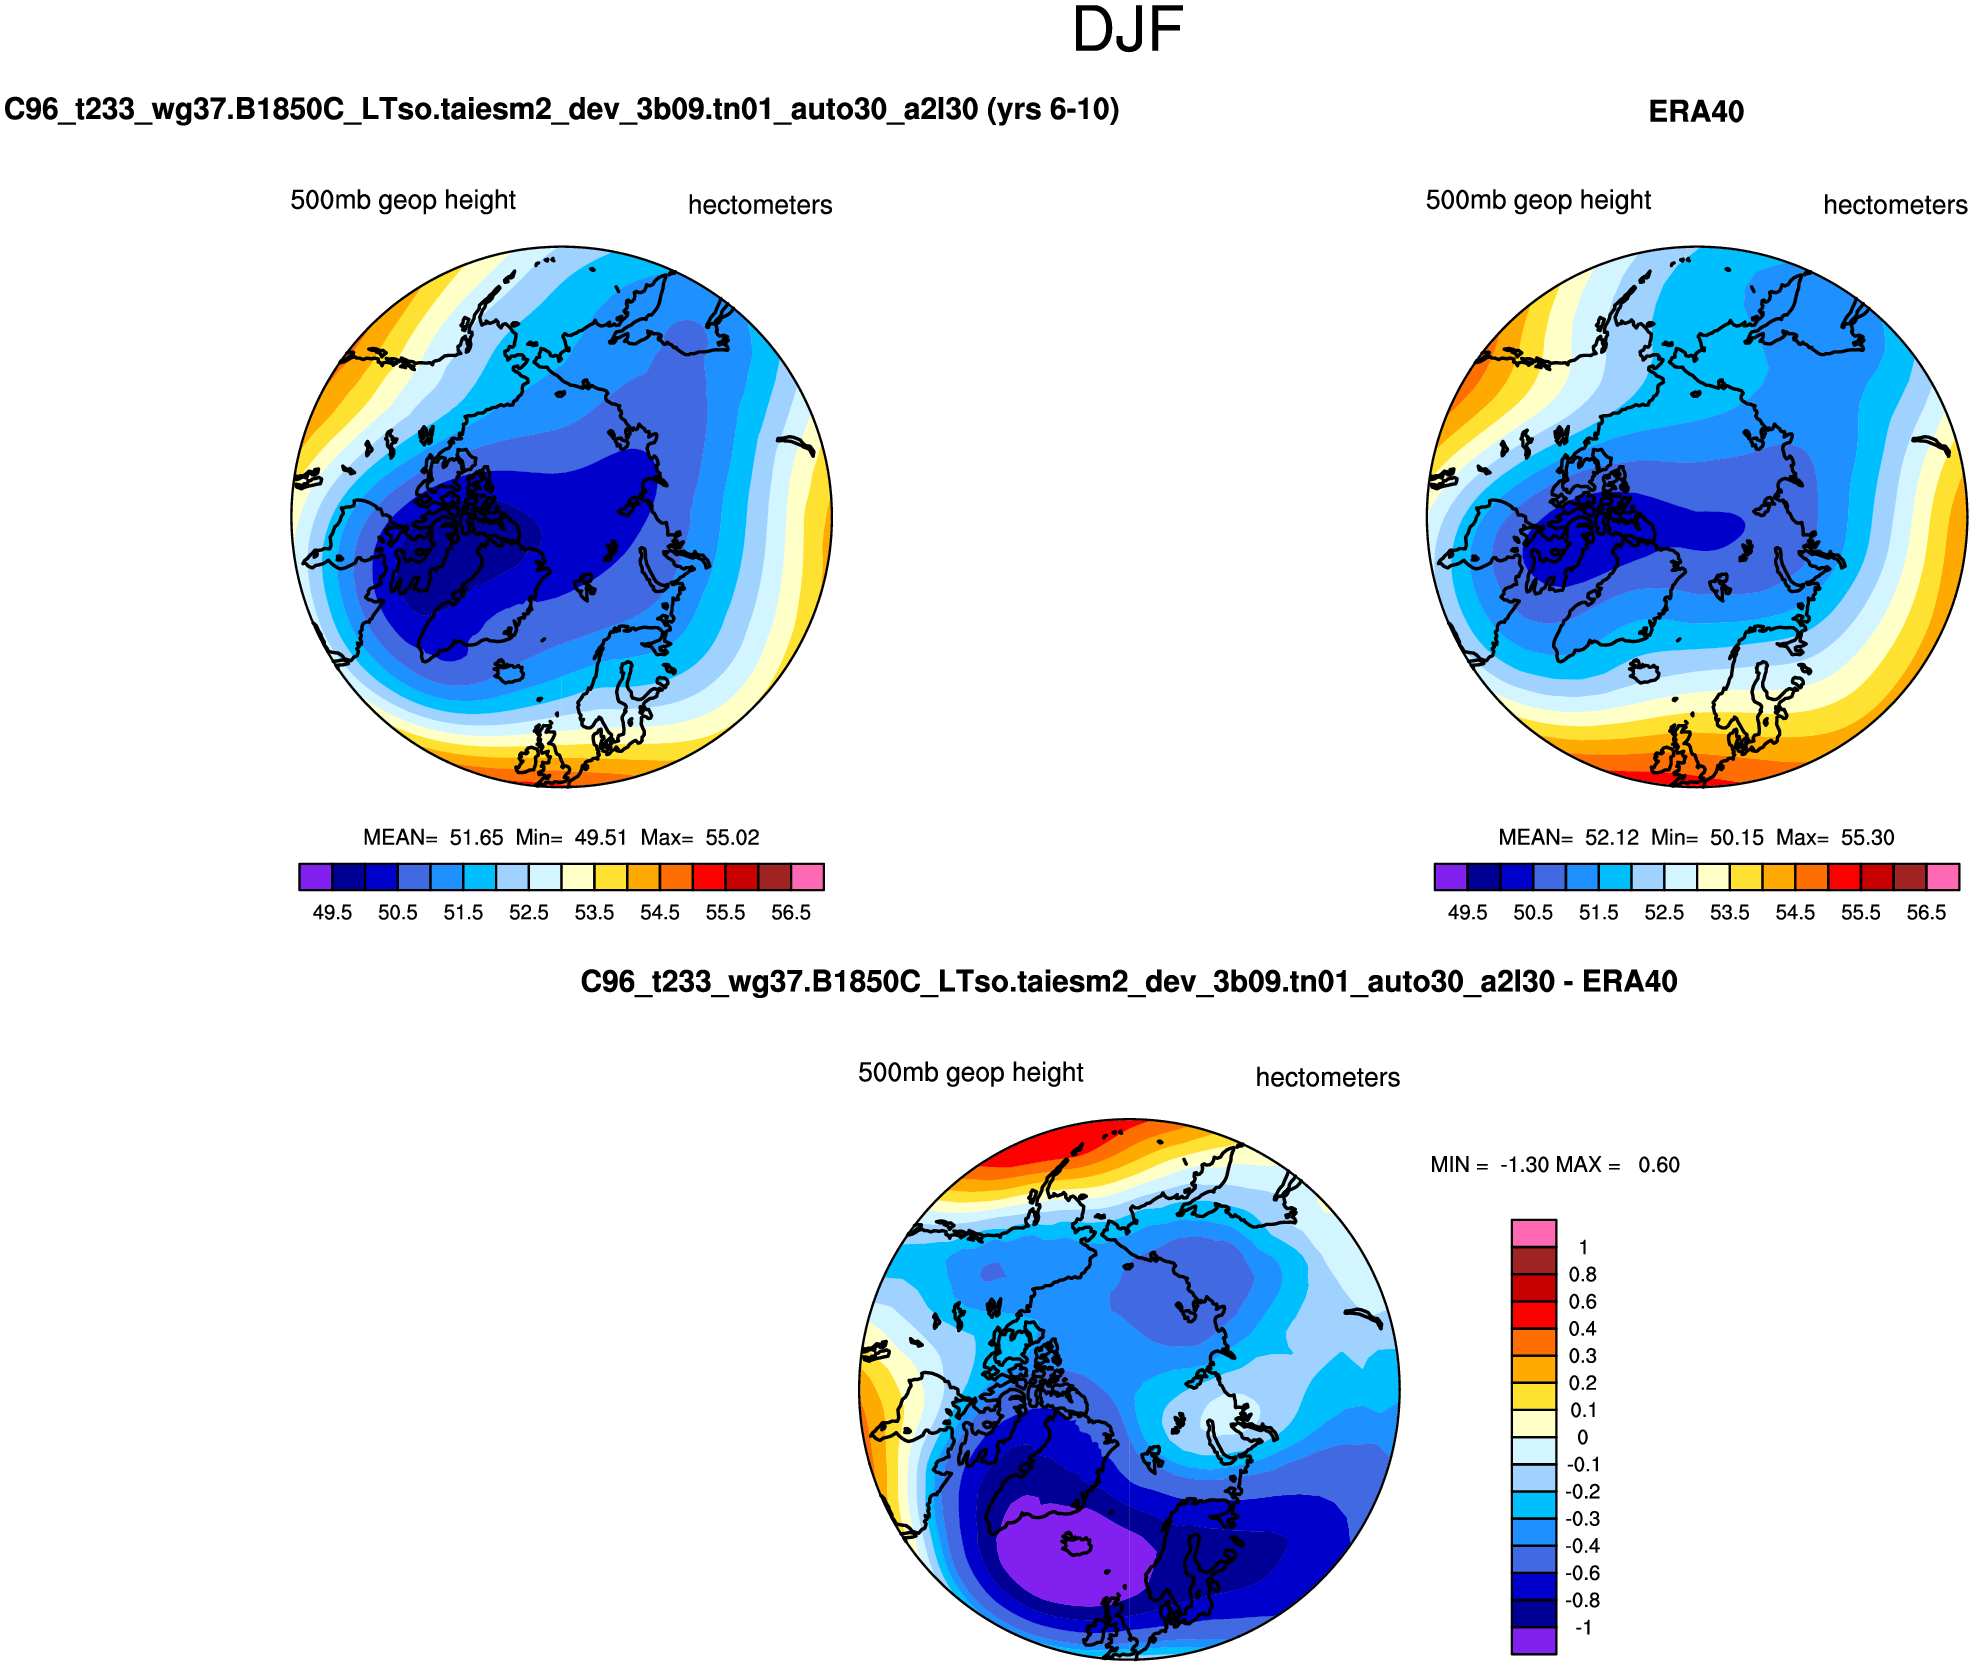 DJF
C96_t233_wg37.B1850C_LTso.taiesm2_dev_3b09.tn01_auto30_a2l30 (yrs 6-10)
ERA40
500mb geop height hectometers
500mb geop height hectometers
MEAN= 51.65 Min= 49.51 Max= 55.02
MEAN= 52.12 Min= 50.15 Max= 55.30
49.5 50.5 51.5 52.5 53.5 54.5 55.5 56.5
49.5 50.5 51.5 52.5 53.5 54.5 55.5 56.5
C96_t233_wg37.B1850C_LTso.taiesm2_dev_3b09.tn01_auto30_a2l30 - ERA40
500mb geop height hectometers
MIN = -1.30 MAX = 0.60
1
0.8
0.6
0.4
0.3
0.2
0.1
0
-0.1
-0.2
-0.3
-0.4
-0.6
-0.8
-1